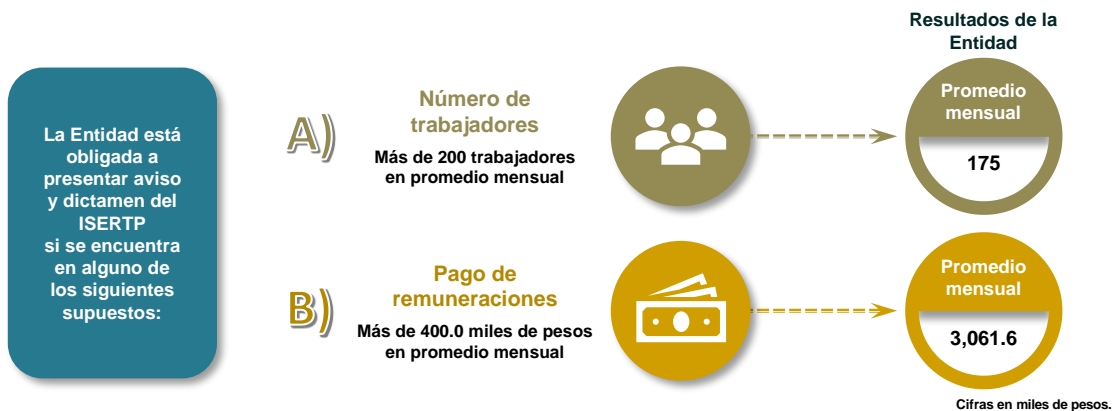 La Entidad está
obligada a
presentar aviso
y dictamen del
ISERTP
si se encuentra
en alguno de
los siguientes
supuestos:
A)
Número de
trabajadores
Más de 200 trabajadores
en promedio mensual
Resultados de la
Entidad
Promedio
mensual
175
B)
Pago de
remuneraciones
Más de 400.0 miles de pesos
en promedio mensual
Promedio
mensual
3,061.6
Cifras en miles de pesos.